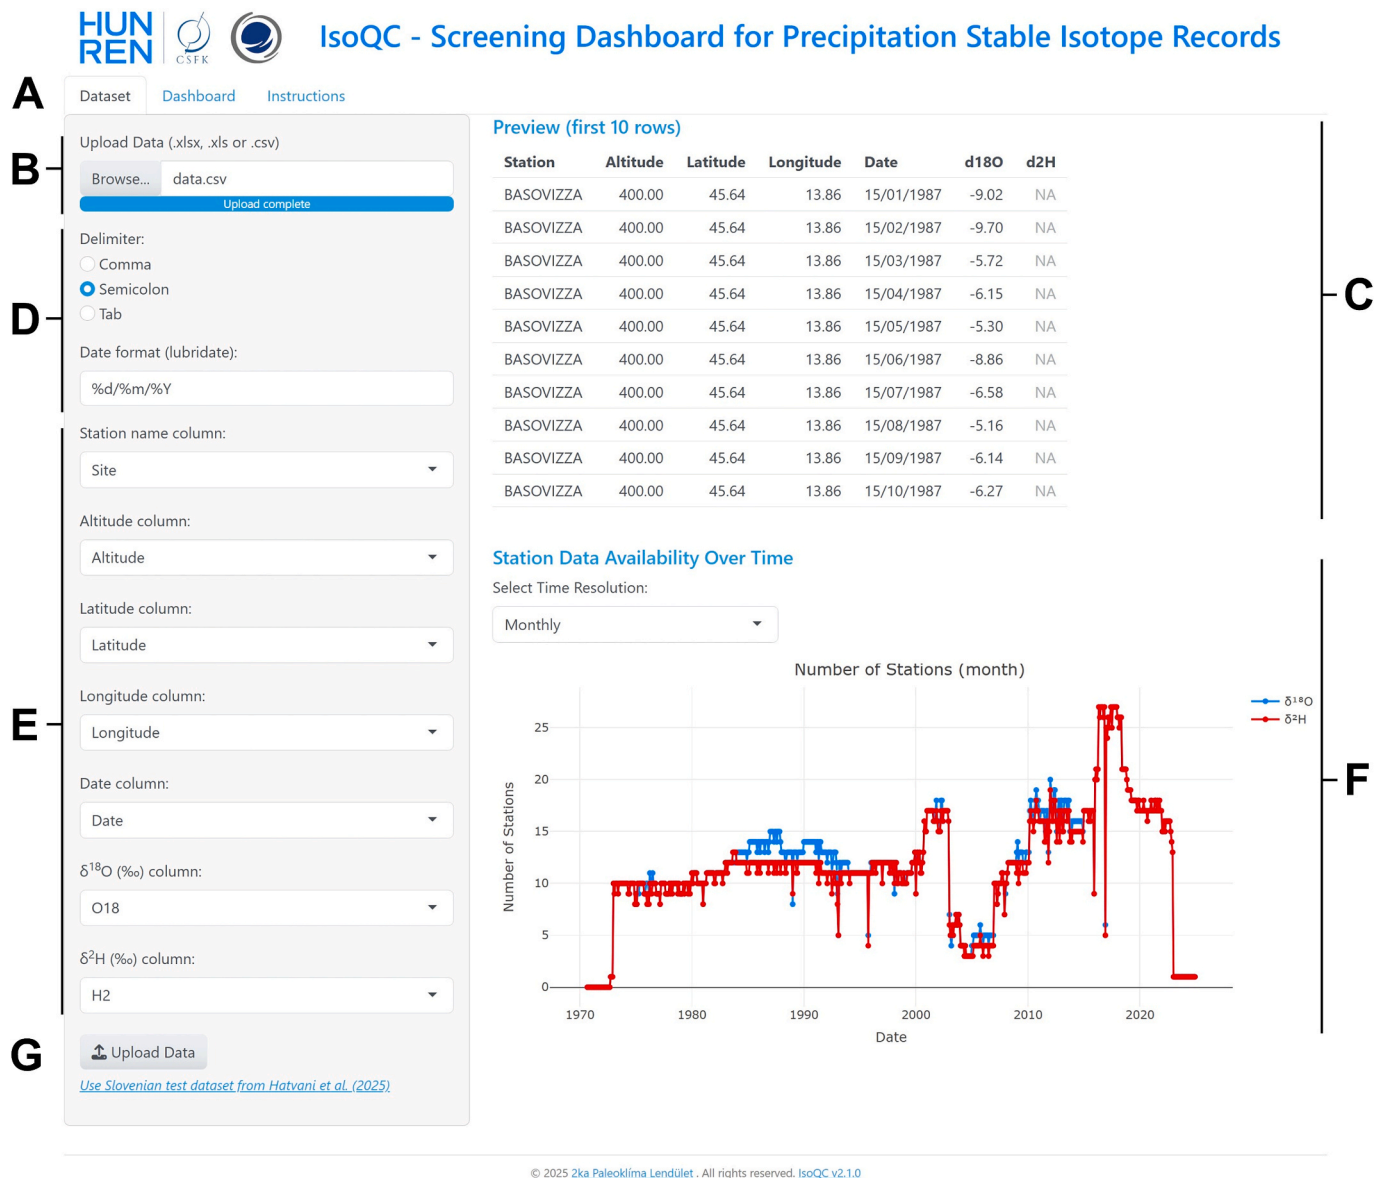 HUN
REN
CSFK
IsoQC - Screening Dashboard for Precipitation Stable Isotope Records
A
Dataset Dashboard Instructions
B
Upload Data (.xlsx, .xls or .csv)
Browse... data.csv
Upload complete
D
Delimiter:
Comma
Semicolon
Tab
Date format (lubridate):
%d/%m/%Y
E
Station name column:
Site
Altitude column:
Altitude
Latitude column:
Latitude
Longitude column:
Longitude
Date column:
Date
δ¹⁸O (‰) column:
O18
δ²H (‰) column:
H2
G
Upload Data
Use Slovenian test dataset from Hatvani et al. (2025)
C
Preview (first 10 rows)
Station Altitude Latitude Longitude Date d18O d2H
BASOVIZZA 400.00 45.64 13.86 15/01/1987 -9.02 NA
BASOVIZZA 400.00 45.64 13.86 15/02/1987 -9.70 NA
BASOVIZZA 400.00 45.64 13.86 15/03/1987 -5.72 NA
BASOVIZZA 400.00 45.64 13.86 15/04/1987 -6.15 NA
BASOVIZZA 400.00 45.64 13.86 15/05/1987 -5.30 NA
BASOVIZZA 400.00 45.64 13.86 15/06/1987 -8.86 NA
BASOVIZZA 400.00 45.64 13.86 15/07/1987 -6.58 NA
BASOVIZZA 400.00 45.64 13.86 15/08/1987 -5.16 NA
BASOVIZZA 400.00 45.64 13.86 15/09/1987 -6.14 NA
BASOVIZZA 400.00 45.64 13.86 15/10/1987 -6.27 NA
F
Station Data Availability Over Time
Select Time Resolution:
Monthly
Number of Stations (month)
δ¹⁸O
δ²H
Number of Stations
25
20
15
10
5
0
1970 1980 1990 2000 2010 2020
Date
© 2025 2ka Paleoklíma Lendület . All rights reserved. IsoQC v2.1.0